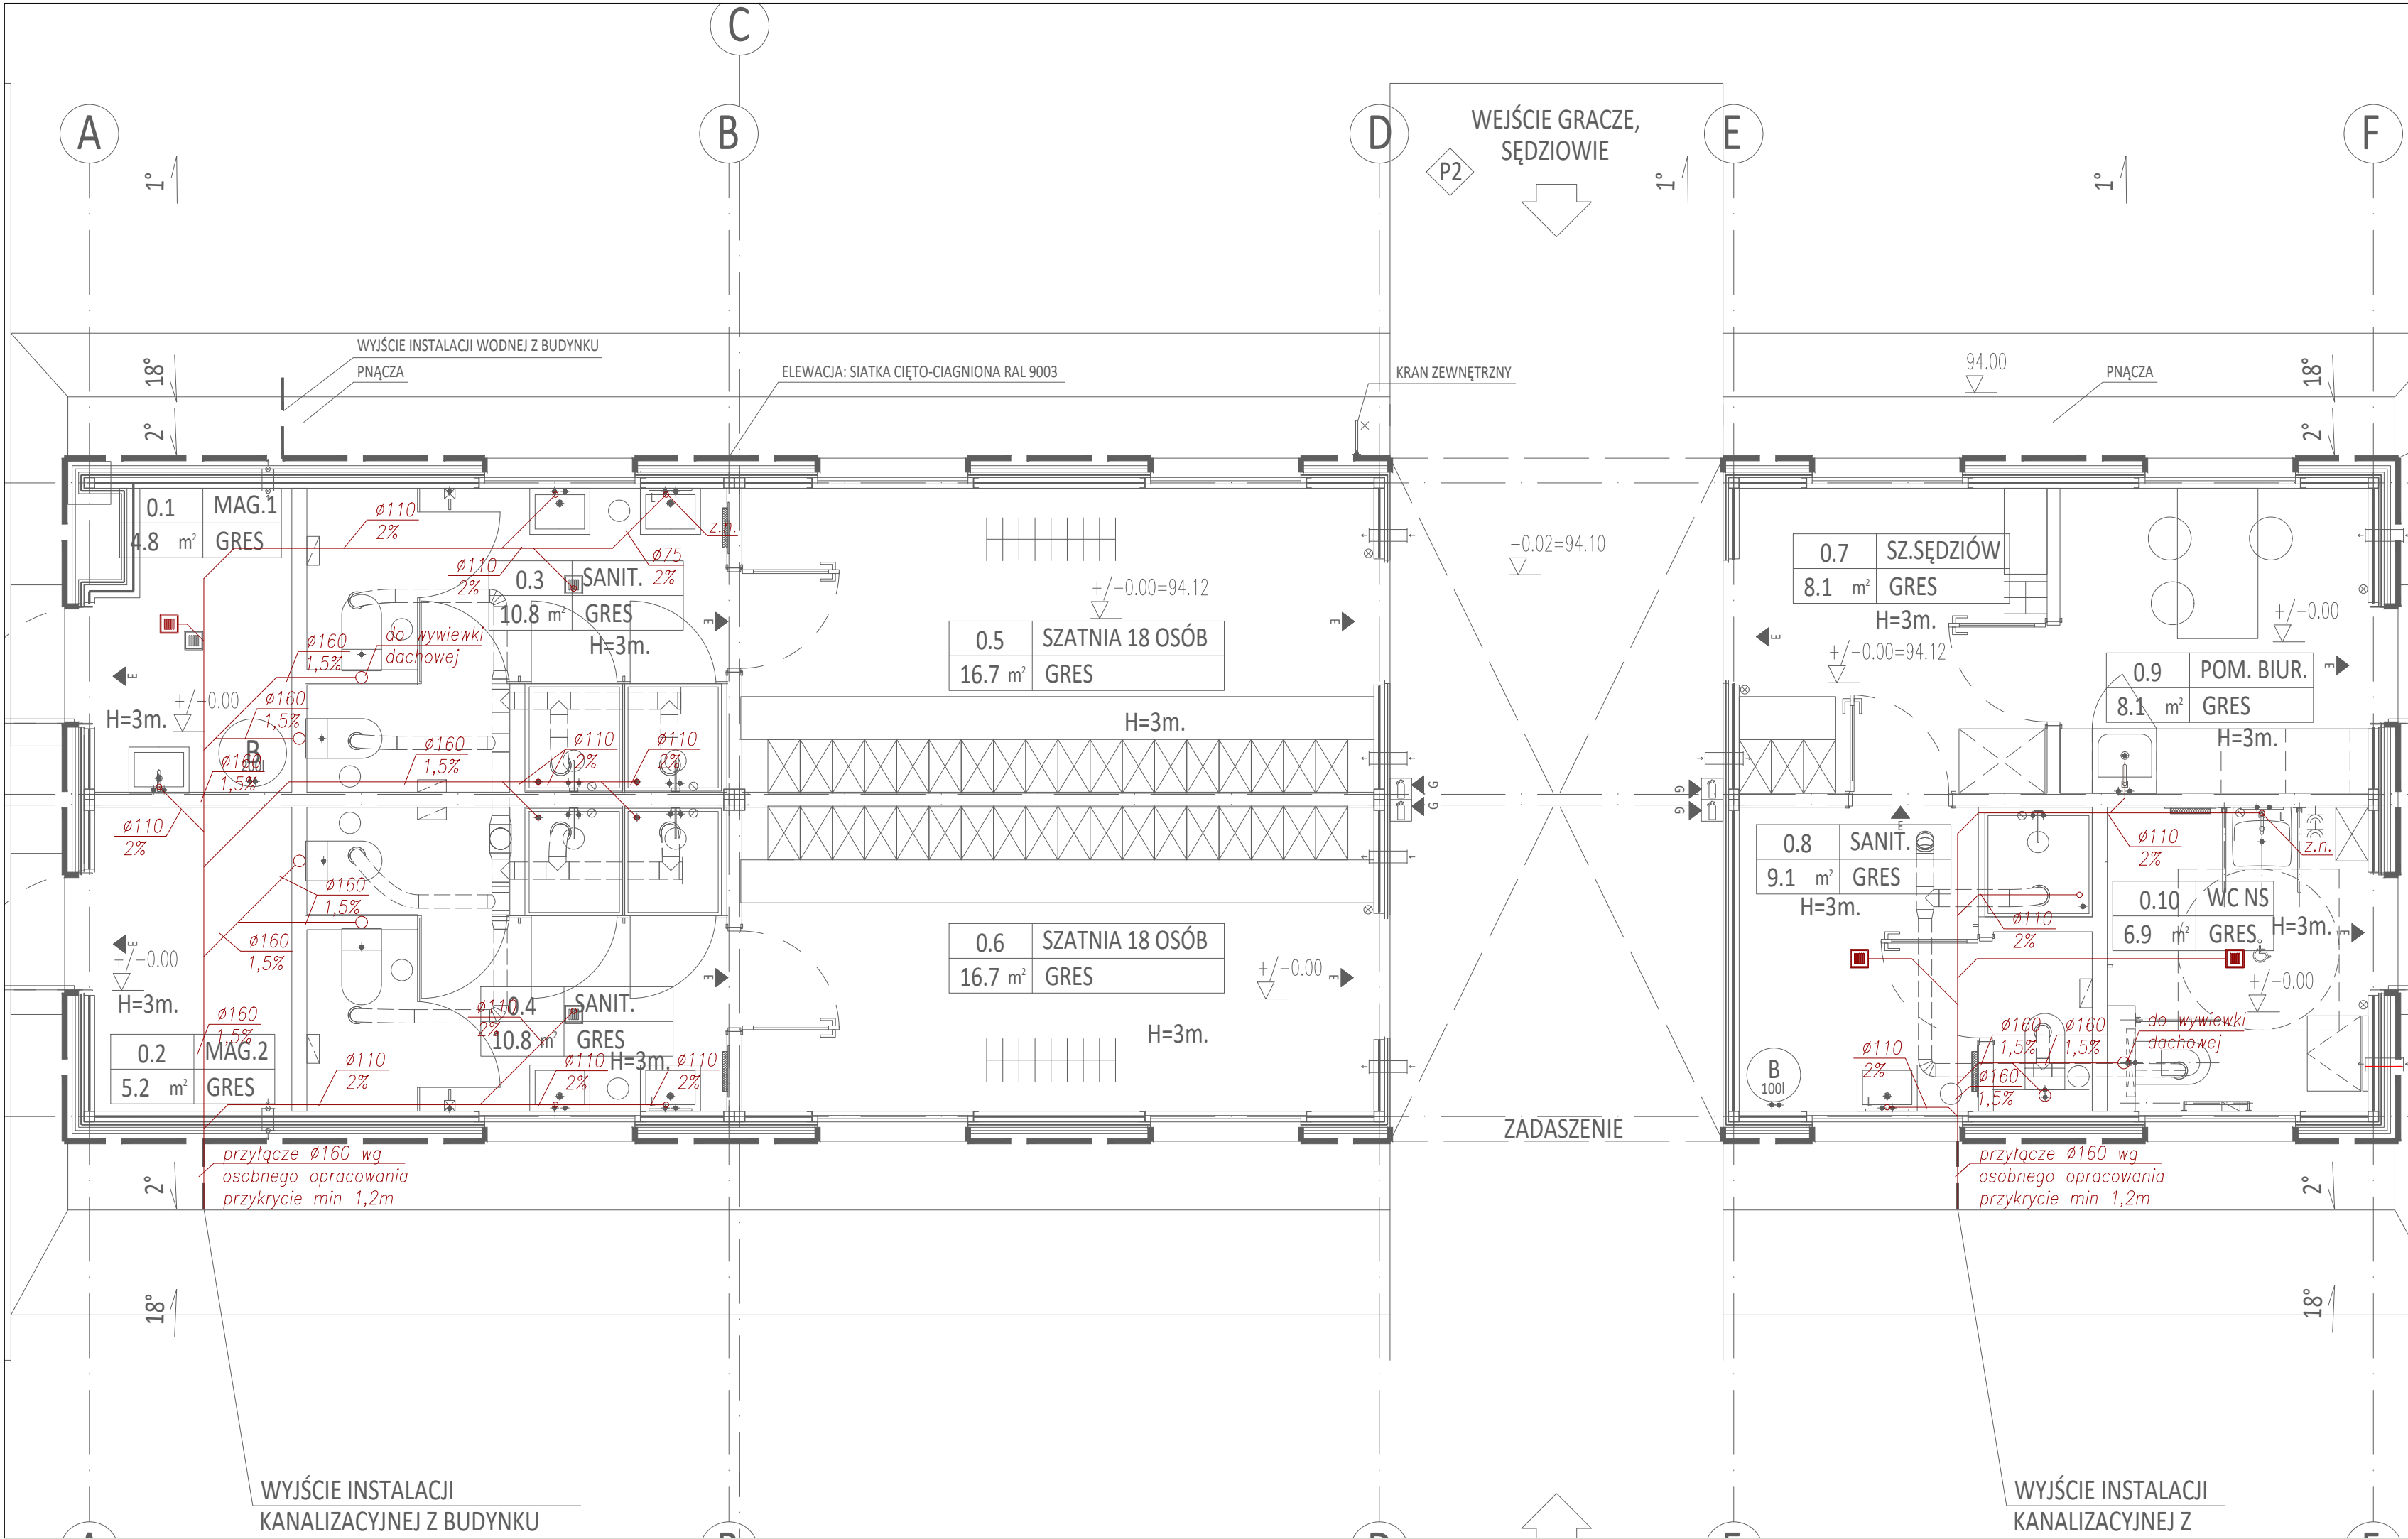 C
A
B
D
E
F
WEJŚCIE GRACZE,
SĘDZIOWIE
P2
1°
1°
1°
WYJŚCIE INSTALACJI WODNEJ Z BUDYNKU
PNĄCZA
ELEWACJA: SIATKA CIĘTO-CIAGNIONA RAL 9003
KRAN ZEWNĘTRZNY
94.00
PNĄCZA
18°
2°
18°
2°
0.1 MAG.1
4.8 m² GRES
ø110
2%
ø110
2%
z.n.
ø75
2%
0.3 SANIT.
10.8 m² GRES
H=3m.
ø160
1,5%
do wywiewki
dachowej
+/-0.00
H=3m.
ø160
1,5%
B
ø160
1,5%
ø160
1,5%
ø110
2%
ø110
2%
ø110
2%
E
E
E
+/-0.00=94.12
0.5 SZATNIA 18 OSÓB
16.7 m² GRES
H=3m.
-0.02=94.10
G
G
G
G
0.7 SZ.SĘDZIÓW
8.1 m² GRES
H=3m.
E
+/-0.00=94.12
+/-0.00
E
0.9 POM. BIUR.
8.1 m² GRES
H=3m.
ø160
1,5%
ø160
1,5%
E
+/-0.00
H=3m.
ø160
1,5%
0.2 MAG.2
5.2 m² GRES
ø110
2%
0.4 SANIT.
10.8 m² GRES
H=3m.
ø110
2%
ø110
2%
ø110
2%
E
L
L
0.6 SZATNIA 18 OSÓB
16.7 m² GRES
+/-0.00
E
H=3m.
E
0.8 SANIT.
9.1 m² GRES
H=3m.
ø110
2%
L
z.n.
ø110
2%
0.10 WC NS
6.9 m² GRES
H=3m.
E
+/-0.00
B
100l
ø110
2%
L
ø160
1,5%
ø160
1,5%
ø160
1,5%
do wywiewki
dachowej
ZADASZENIE
przyłącze ø160 wg
osobnego opracowania
przykrycie min 1,2m
przyłącze ø160 wg
osobnego opracowania
przykrycie min 1,2m
2°
18°
2°
18°
WYJŚCIE INSTALACJI
KANALIZACYJNEJ Z BUDYNKU
WYJŚCIE INSTALACJI
KANALIZACYJNEJ Z